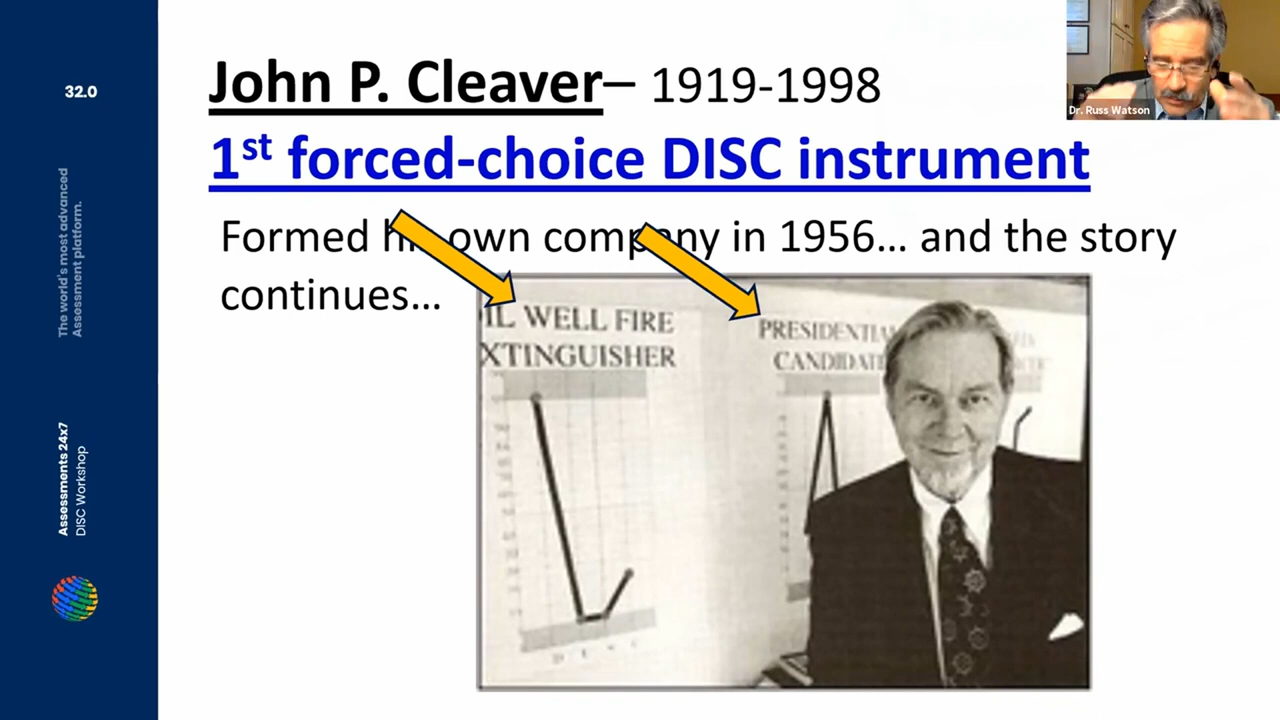 32.0
The world's most advanced
Assessment platform.
Assessments 24x7
DISC Workshop
John P. Cleaver– 1919-1998
1st forced-choice DISC instrument
Formed own company in 1956… and the story
continues…
IL WELL FIRE
XTINGUISHER
PRESIDENTIA
CANDIDATE
Dr. Russ Watson